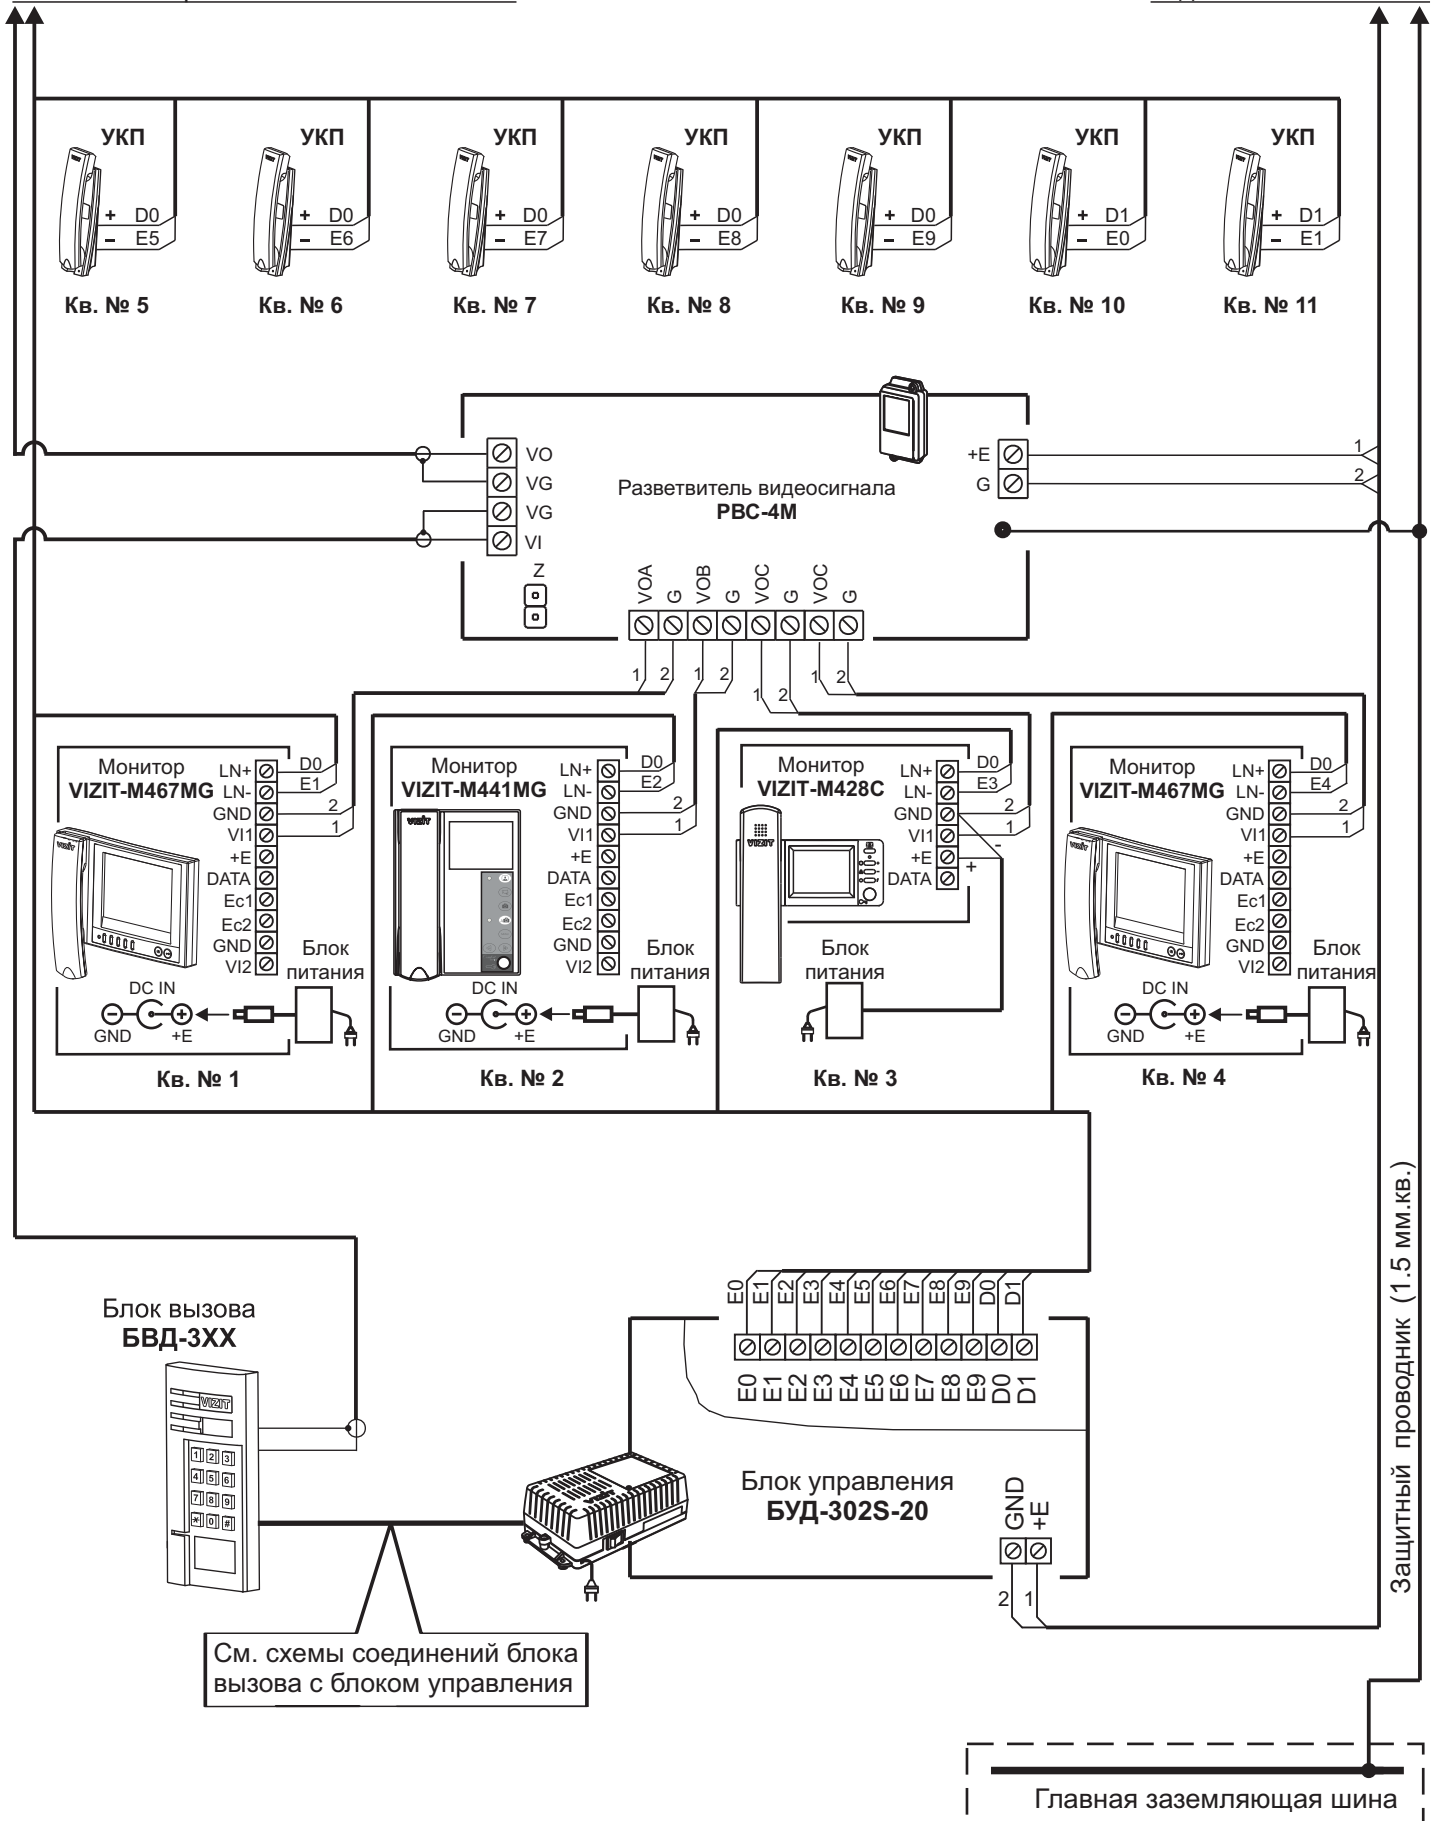 УКП УКП УКП УКП УКП УКП УКП
+ D0 + D0 + D0 + D0 + D0 + D1 + D1
– E5 – E6 – E7 – E8 – E9 – E0 – E1
Кв. № 5 Кв. № 6 Кв. № 7 Кв. № 8 Кв. № 9 Кв. № 10 Кв. № 11
VO
VG
VG
VI
Z
Разветвитель видеосигнала
РВС-4М
+E 1
G 2
VOA G VOB G VOC G VOC G
1 2 1 2 1 2 1 2
Монитор
VIZIT-M467MG
LN+ D0
LN- E1
GND 2
VI1 1
+E
DATA
Ec1
Ec2
GND
VI2
Блок
питания
DC IN
GND +E
Кв. № 1
Монитор
VIZIT-M441MG
VIZIT
LN+ D0
LN- E2
GND 2
VI1 1
+E
DATA
Ec1
Ec2
GND
VI2
Блок
питания
DC IN
GND +E
Кв. № 2
Монитор
VIZIT-M428C
VIZIT
LN+ D0
LN- E3
GND 2
VI1 1
-
+E +
DATA
Блок
питания
Кв. № 3
Монитор
VIZIT-M467MG
LN+ D0
LN- E4
GND 2
VI1 1
+E
DATA
Ec1
Ec2
GND
VI2
Блок
питания
DC IN
GND +E
Кв. № 4
Защитный проводник (1.5 мм.кв.)
Блок вызова
БВД-3ХХ
VIZIT
1 2 3
4 5 6
7 8 9
* 0 #
E0 E1 E2 E3 E4 E5 E6 E7 E8 E9 D0 D1
E0 E1 E2 E3 E4 E5 E6 E7 E8 E9 D0 D1
Блок управления
БУД-302S-20
GND +E
2 1
См. схемы соединений блока
вызова с блоком управления
Главная заземляющая шина